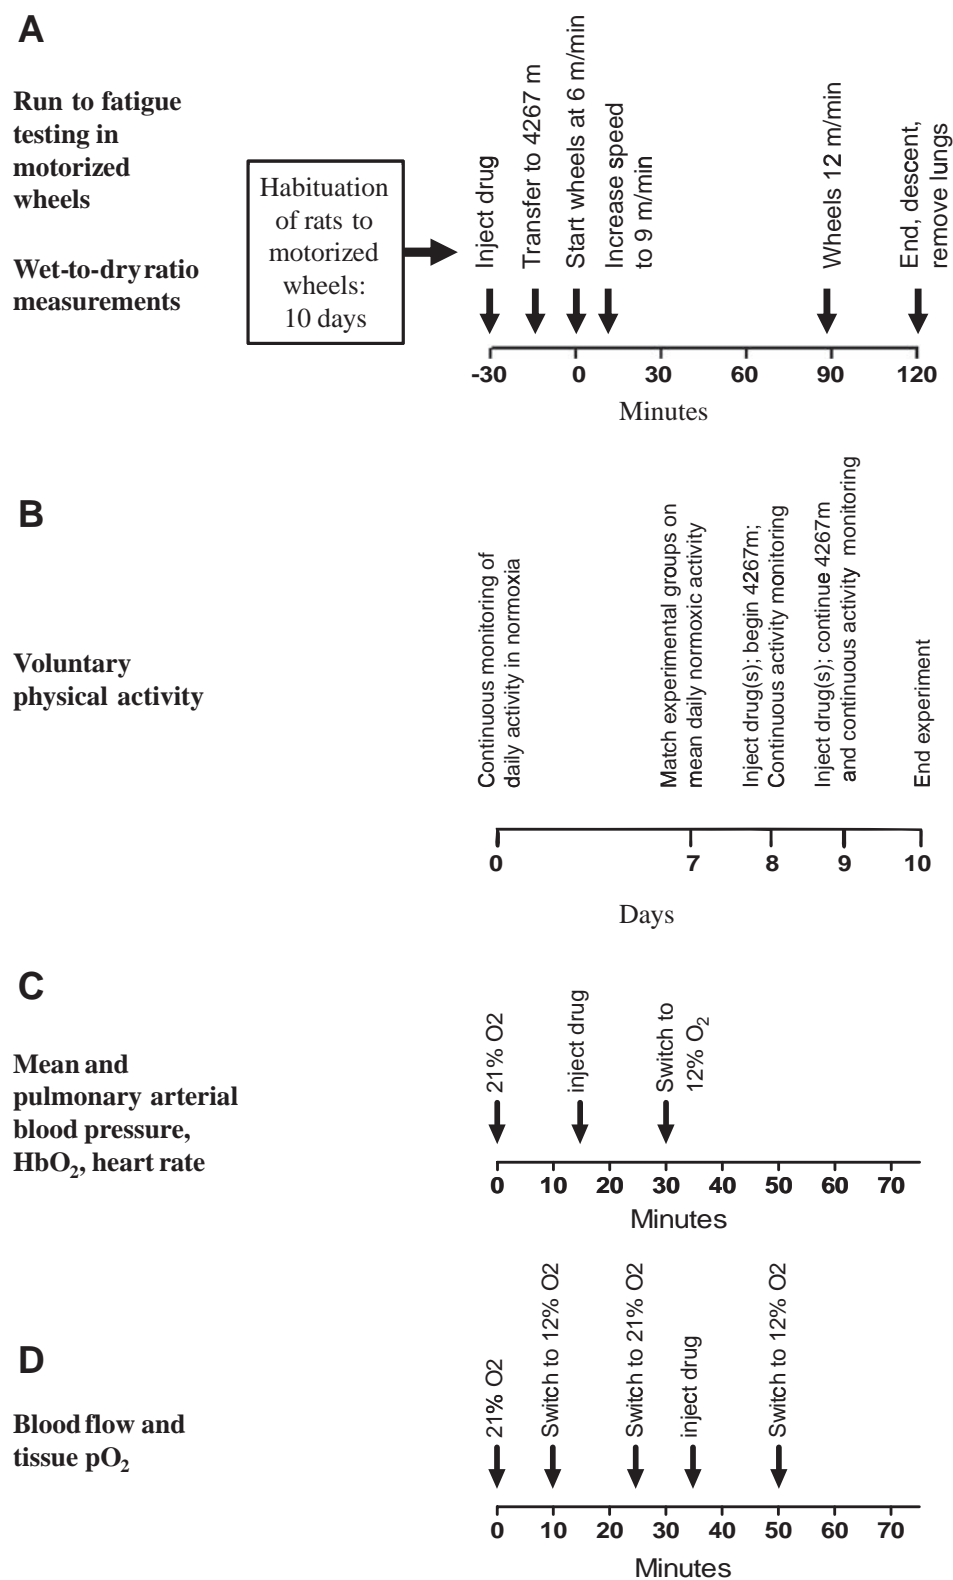 A
Run to fatigue
testing in
motorized
wheels
Wet-to-dry ratio
measurements
Habituation
of rats to
motorized
wheels:
10 days
Inject drug
Transfer to 4267 m
Start wheels at 6 m/min
Increase speed
to 9 m/min
Wheels 12 m/min
End, descent,
remove lungs
-30 0 30 60 90 120
Minutes
B
Voluntary
physical activity
Continuous monitoring of
daily activity in normoxia
Match experimental groups on
mean daily normoxic activity
Inject drug(s); begin 4267m;
Continuous activity monitoring
Inject drug(s); continue 4267m
and continuous activity monitoring
End experiment
0 7 8 9 10
Days
C
Mean and
pulmonary arterial
blood pressure,
HbO₂, heart rate
21% O2
inject drug
Switch to
12% O₂
0 10 20 30 40 50 60 70
Minutes
D
Blood flow and
tissue pO₂
21% O2
Switch to 12% O2
Switch to 21% O2
inject drug
Switch to 12% O2
0 10 20 30 40 50 60 70
Minutes